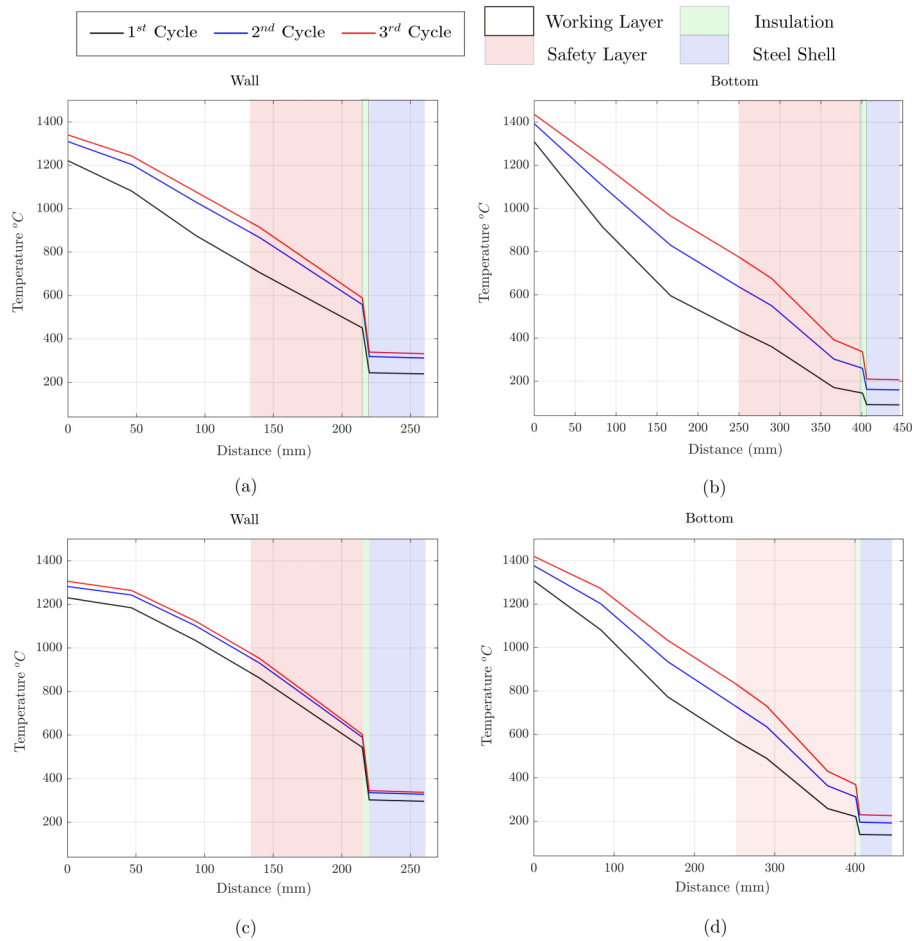 1st Cycle 2nd Cycle 3rd Cycle
Working Layer Insulation
Safety Layer Steel Shell
Wall
1400
1200
1000
800
600
400
200
Temperature °C
0 50 100 150 200 250
Distance (mm)
(a)
Bottom
1400
1200
1000
800
600
400
200
Temperature °C
0 50 100 150 200 250 300 350 400 450
Distance (mm)
(b)
Wall
1400
1200
1000
800
600
400
200
Temperature °C
0 50 100 150 200 250
Distance (mm)
(c)
Bottom
1400
1200
1000
800
600
400
200
Temperature °C
0 100 200 300 400
Distance (mm)
(d)